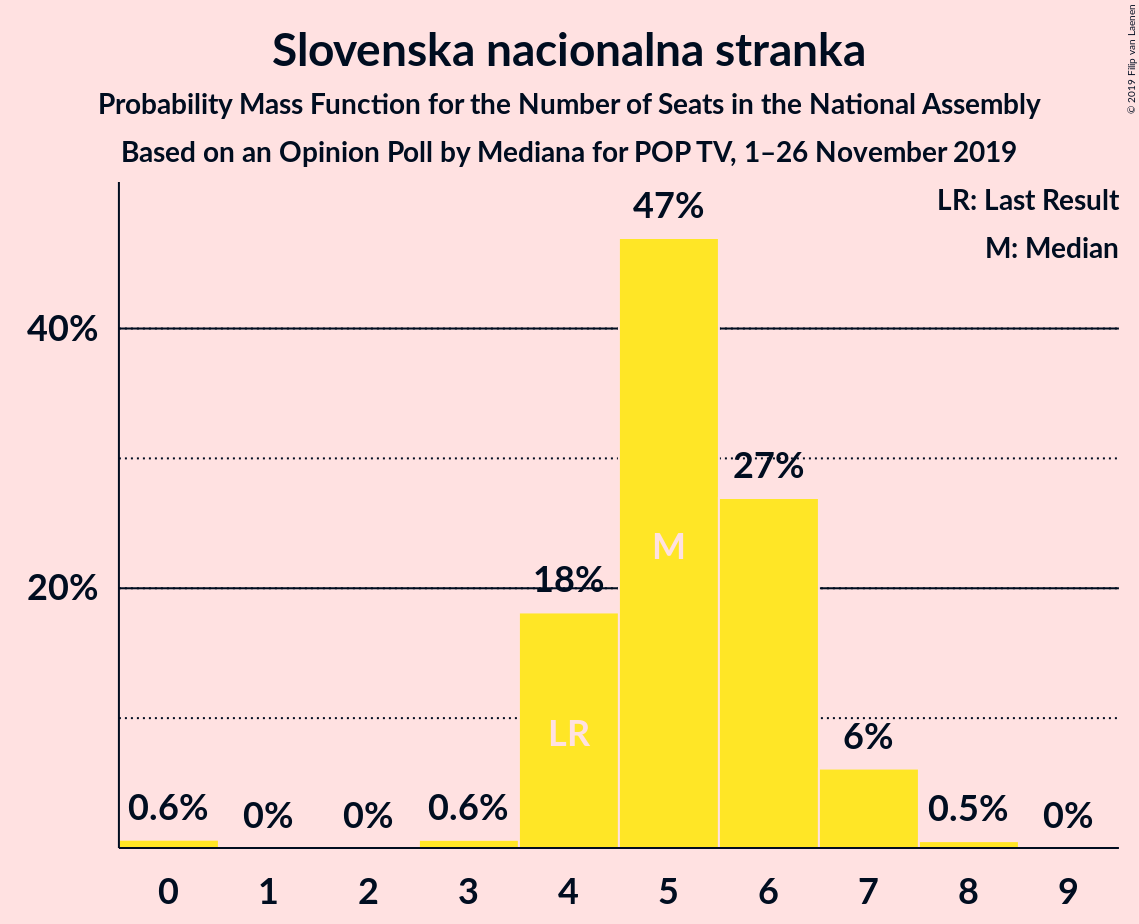 Slovenska nacionalna stranka
Probability Mass Function for the Number of Seats in the National Assembly
Based on an Opinion Poll by Mediana for POP TV, 1–26 November 2019
© 2019 Filip van Laenen
LR: Last Result
M: Median
47%
40%
27%
M
18%
20%
LR
6%
0.6%
0%
0%
0.6%
0.5%
0%
0 1 2 3 4 5 6 7 8 9